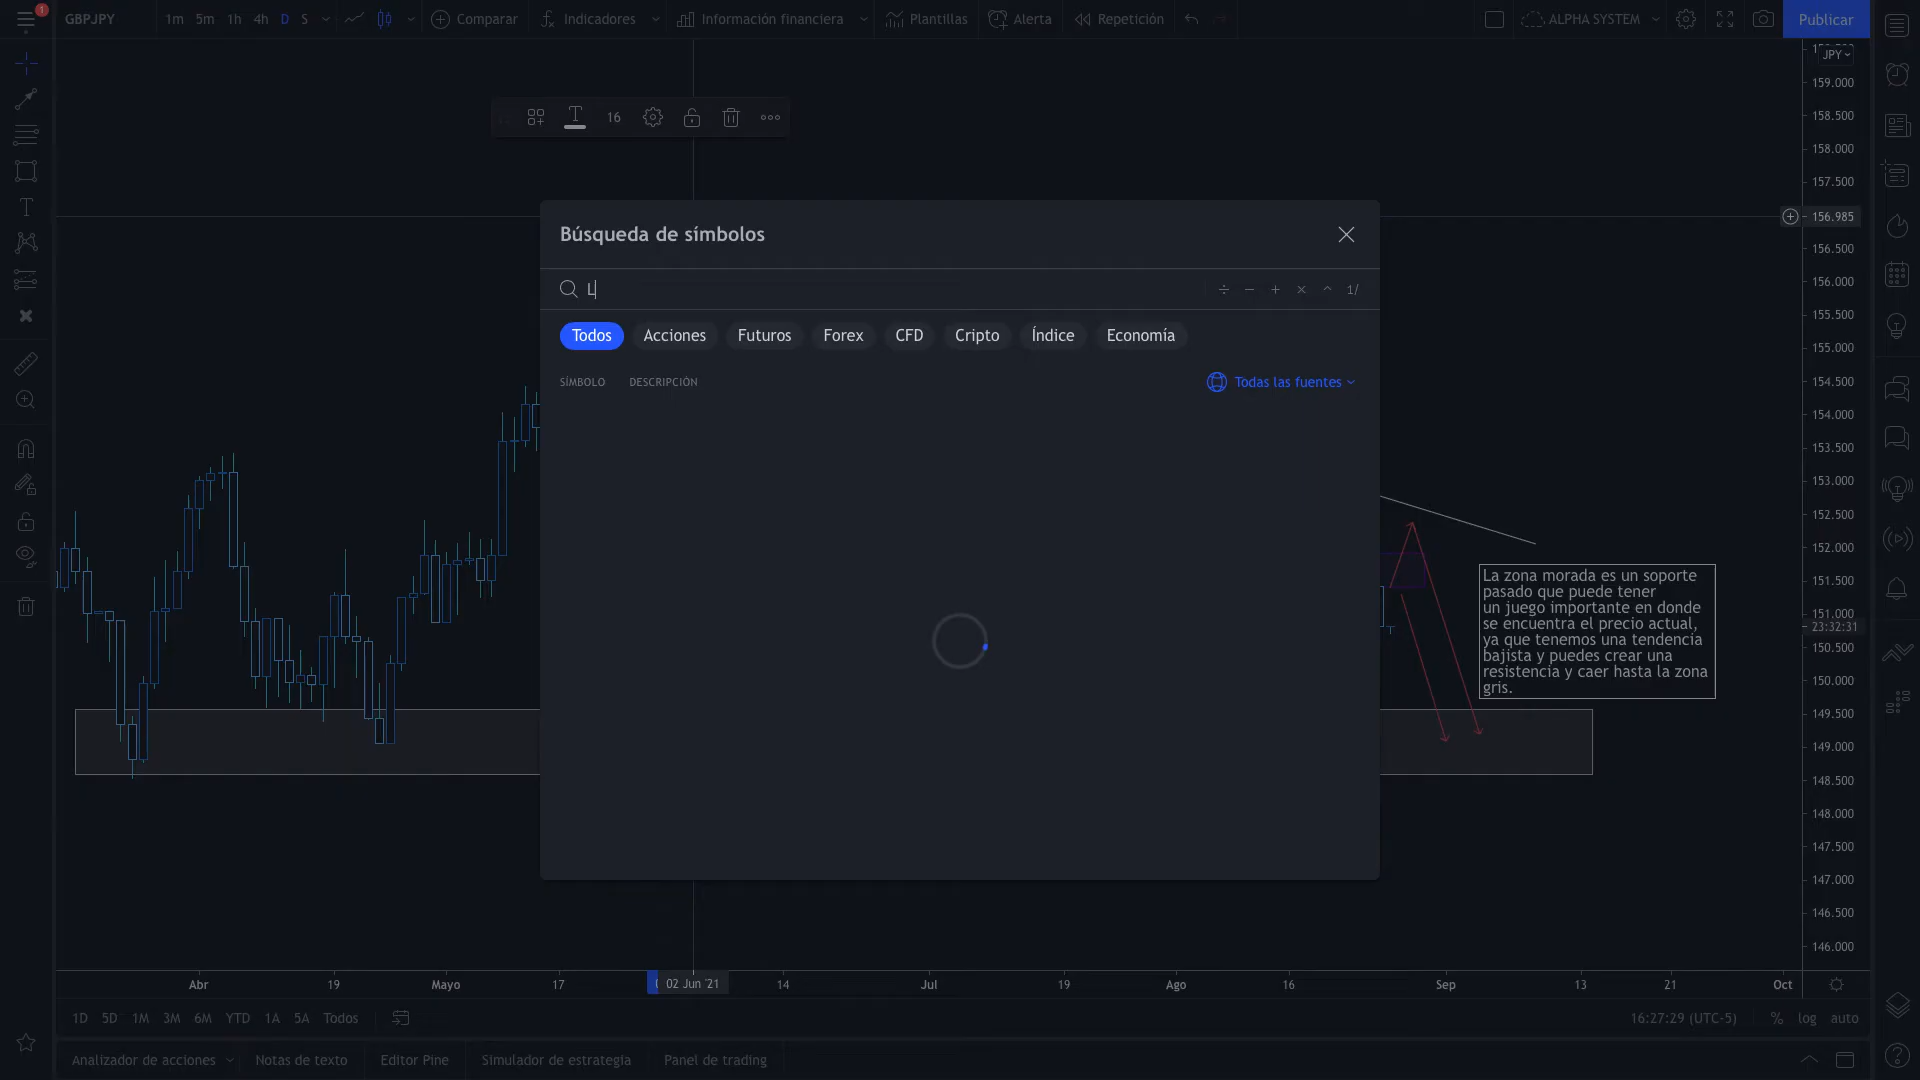 1
GBPJPY
1m 5m 1h 4h D S
Comparar
Indicadores
Información financiera
Plantillas
Alerta
Repetición
ALPHA SYSTEM
Publicar
JPY
16
159.000
158.500
158.000
157.500
156.985
156.500
156.000
155.500
155.000
154.500
154.000
153.500
153.000
152.500
152.000
151.500
151.000
23:32:31
150.500
150.000
149.500
149.000
148.500
148.000
147.500
147.000
146.500
146.000
Búsqueda de símbolos
L
÷ − + × ^ 1/
Todos Acciones Futuros Forex CFD Cripto Índice Economía
SÍMBOLO DESCRIPCIÓN
Todas las fuentes
La zona morada es un soporte
pasado que puede tener
un juego importante en donde
se encuentra el precio actual,
ya que tenemos una tendencia
bajista y puedes crear una
resistencia y caer hasta la zona
gris.
Abr 19 Mayo 17 02 Jun '21 14 Jul 19 Ago 16 Sep 13 21 Oct
1D 5D 1M 3M 6M YTD 1A 5A Todos
16:27:29 (UTC-5) % log auto
Analizador de acciones Notas de texto Editor Pine Simulador de estrategia Panel de trading